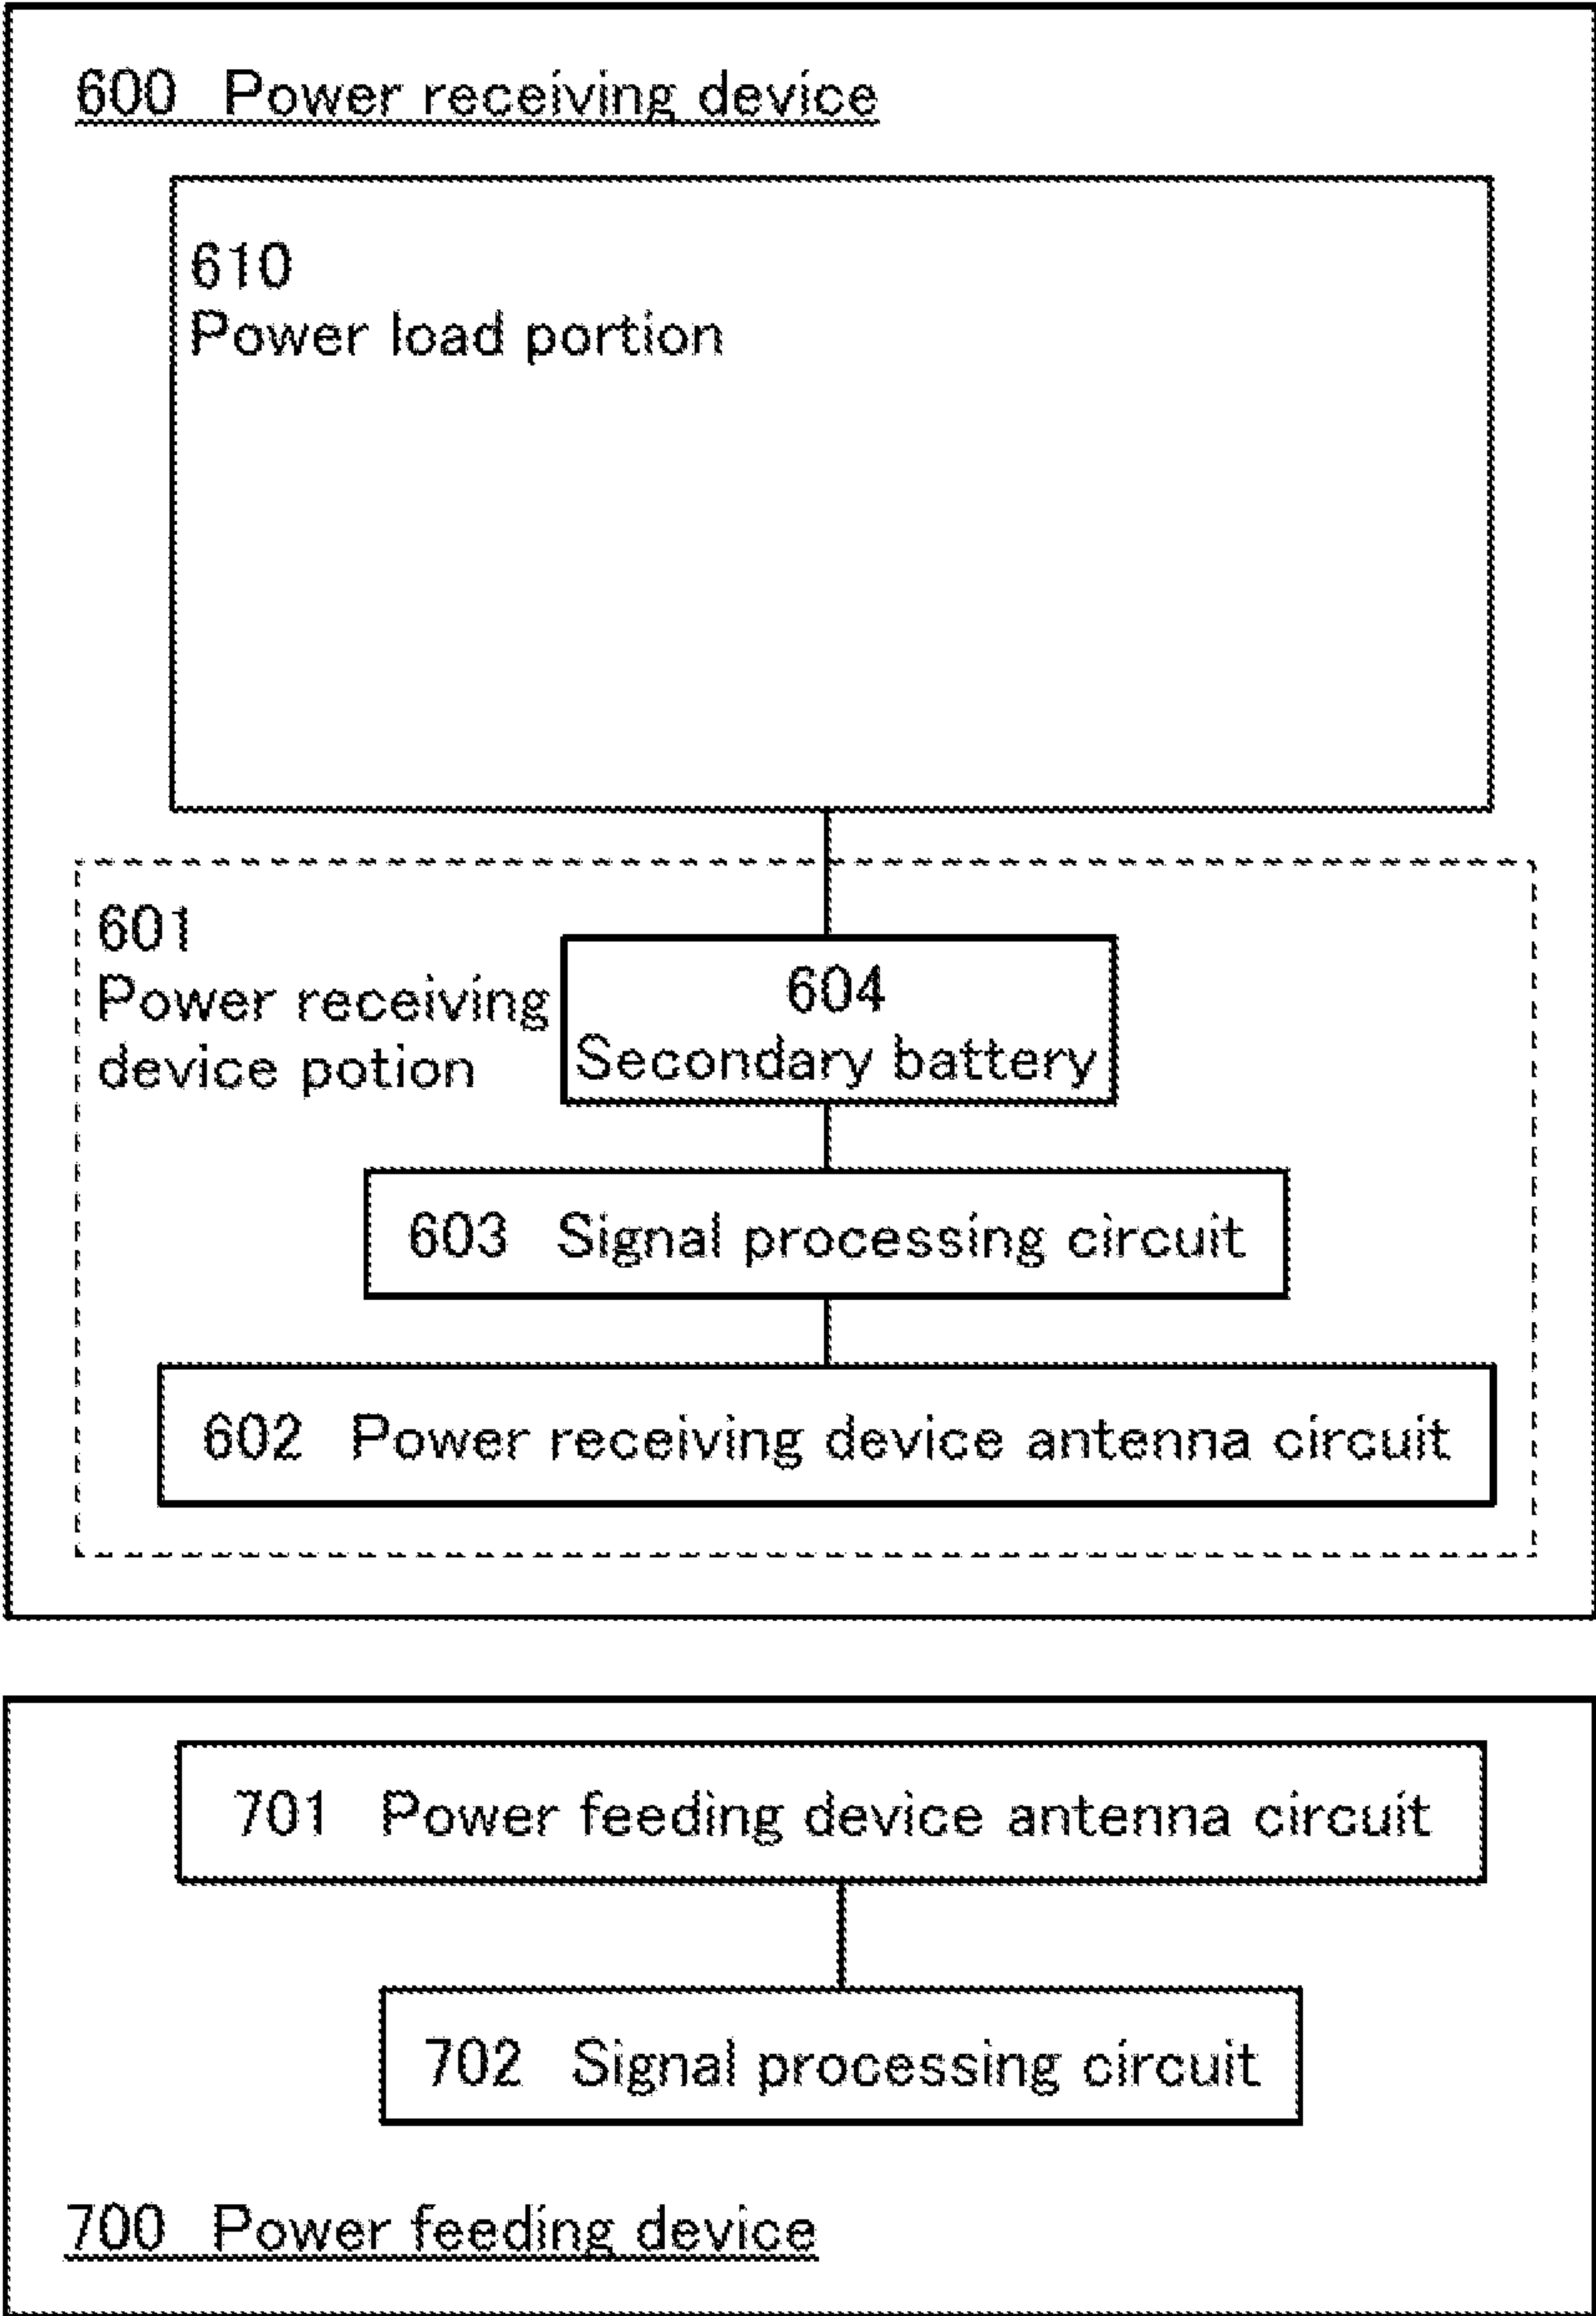 600 Power receiving device
610
Power load portion
601
Power receiving
device potion
604
Secondary battery
603 Signal processing circuit
602 Power receiving device antenna circuit
701 Power feeding device antenna circuit
702 Signal processing circuit
700 Power feeding device